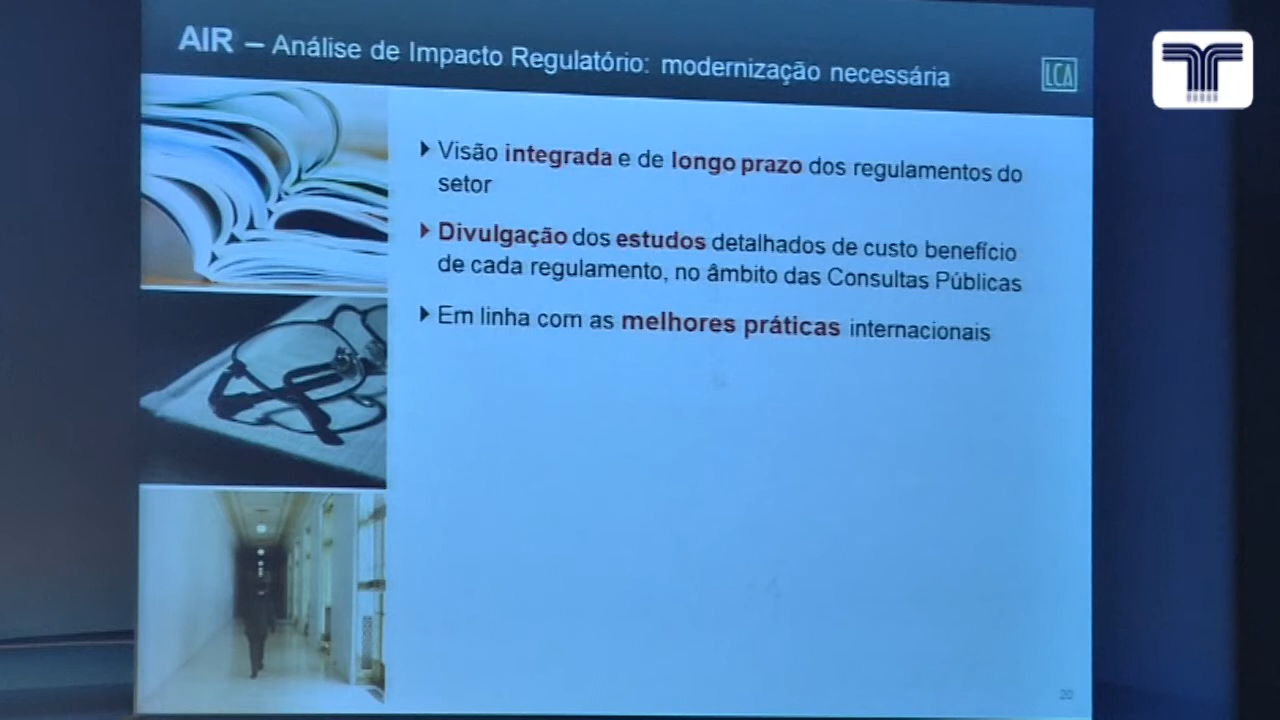 AIR – Análise de Impacto Regulatório: modernização necessária
LCA
Visão integrada e de longo prazo dos regulamentos do
setor
Divulgação dos estudos detalhados de custo benefício
de cada regulamento, no âmbito das Consultas Públicas
Em linha com as melhores práticas internacionais
20